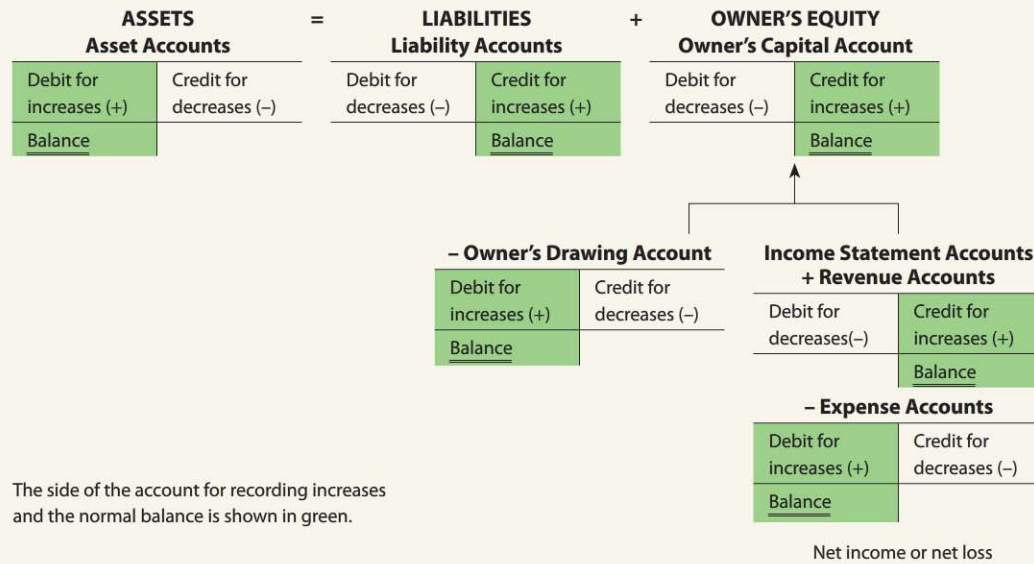 ASSETS = LIABILITIES + OWNER'S EQUITY
Asset Accounts Liability Accounts Owner's Capital Account
Debit for Credit for Debit for Credit for Debit for Credit for
increases (+) decreases (–) decreases (–) increases (+) decreases (–) increases (+)
Balance Balance Balance
– Owner's Drawing Account
Debit for Credit for
increases (+) decreases (–)
Balance
Income Statement Accounts
+ Revenue Accounts
Debit for Credit for
decreases(–) increases (+)
Balance
– Expense Accounts
Debit for Credit for
increases (+) decreases (–)
Balance
The side of the account for recording increases
and the normal balance is shown in green.
Net income or net loss